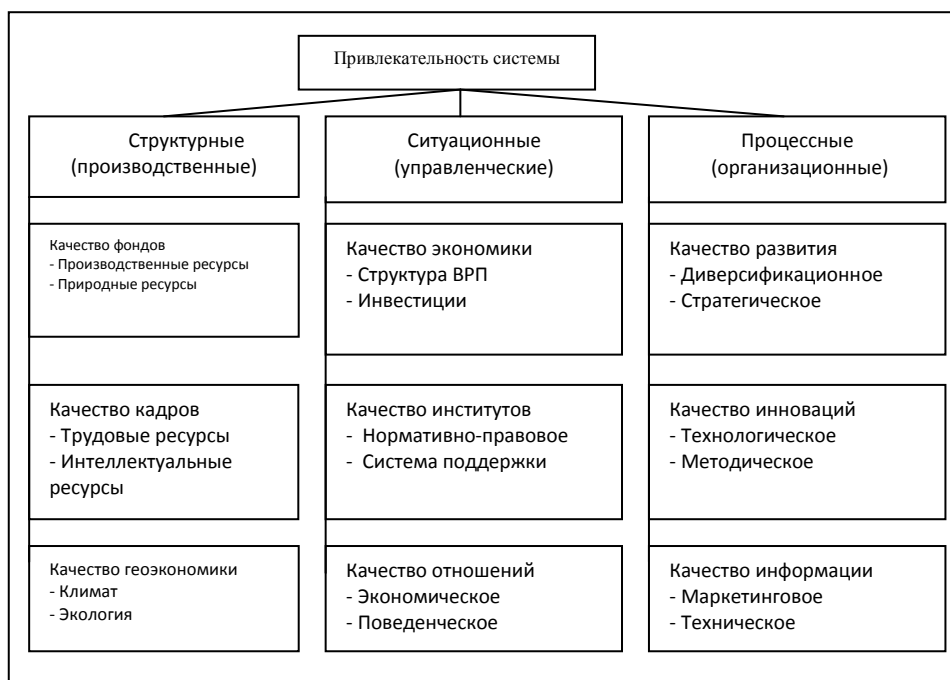 Привлекательность системы
Структурные
(производственные)
Качество фондов
- Производственные ресурсы
- Природные ресурсы
Качество кадров
- Трудовые ресурсы
- Интеллектуальные
ресурсы
Качество геоэкономики
- Климат
- Экология
Ситуационные
(управленческие)
Качество экономики
- Структура ВРП
- Инвестиции
Качество институтов
- Нормативно-правовое
- Система поддержки
Качество отношений
- Экономическое
- Поведенческое
Процессные
(организационные)
Качество развития
- Диверсификационное
- Стратегическое
Качество инноваций
- Технологическое
- Методическое
Качество информации
- Маркетинговое
- Техническое